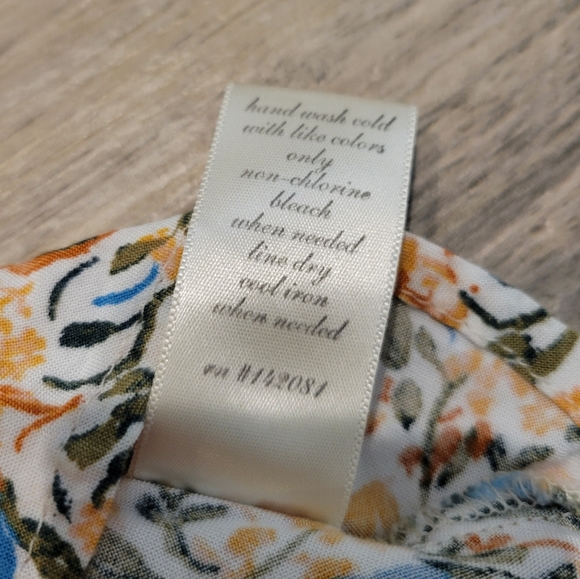 hand wash cold
with like colors
only
non-chlorine
bleach
when needed
line dry
cool iron
when needed
rn #142081